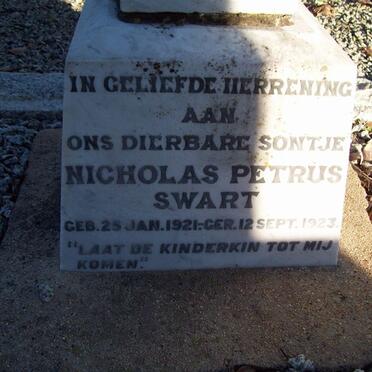 IN GELIEFDE HERRENING
AAN
ONS DIERBARE SONTJE
NICHOLAS PETRUS
SWART
GEB. 25 JAN. 1921.-GER. 12 SEPT. 1923.
"LAAT DE KINDERKIN TOT MIJ
KOMEN."